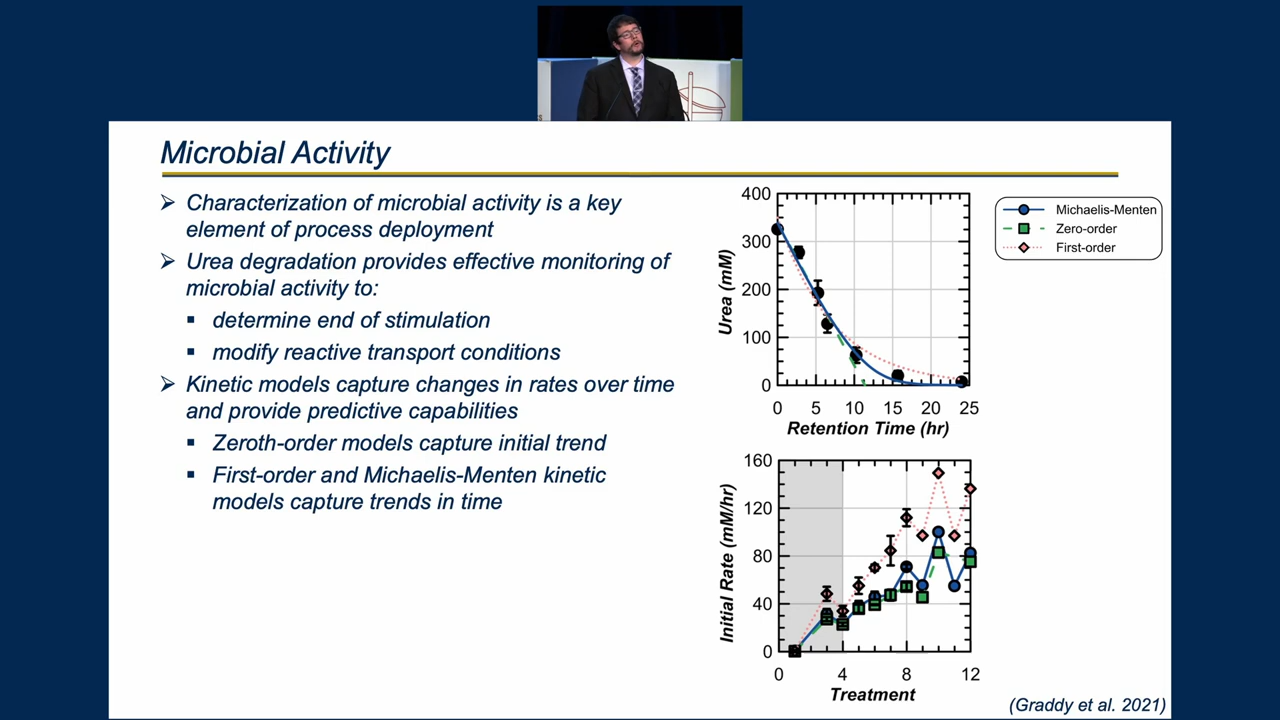 Microbial Activity
➢ Characterization of microbial activity is a key
element of process deployment
➢ Urea degradation provides effective monitoring of
microbial activity to:
▪ determine end of stimulation
▪ modify reactive transport conditions
➢ Kinetic models capture changes in rates over time
and provide predictive capabilities
▪ Zeroth-order models capture initial trend
▪ First-order and Michaelis-Menten kinetic
models capture trends in time
400
300
200
100
0
Urea (mM)
0 5 10 15 20 25
Retention Time (hr)
Michaelis-Menten
Zero-order
First-order
160
120
80
40
0
Initial Rate (mM/hr)
0 4 8 12
Treatment
(Graddy et al. 2021)